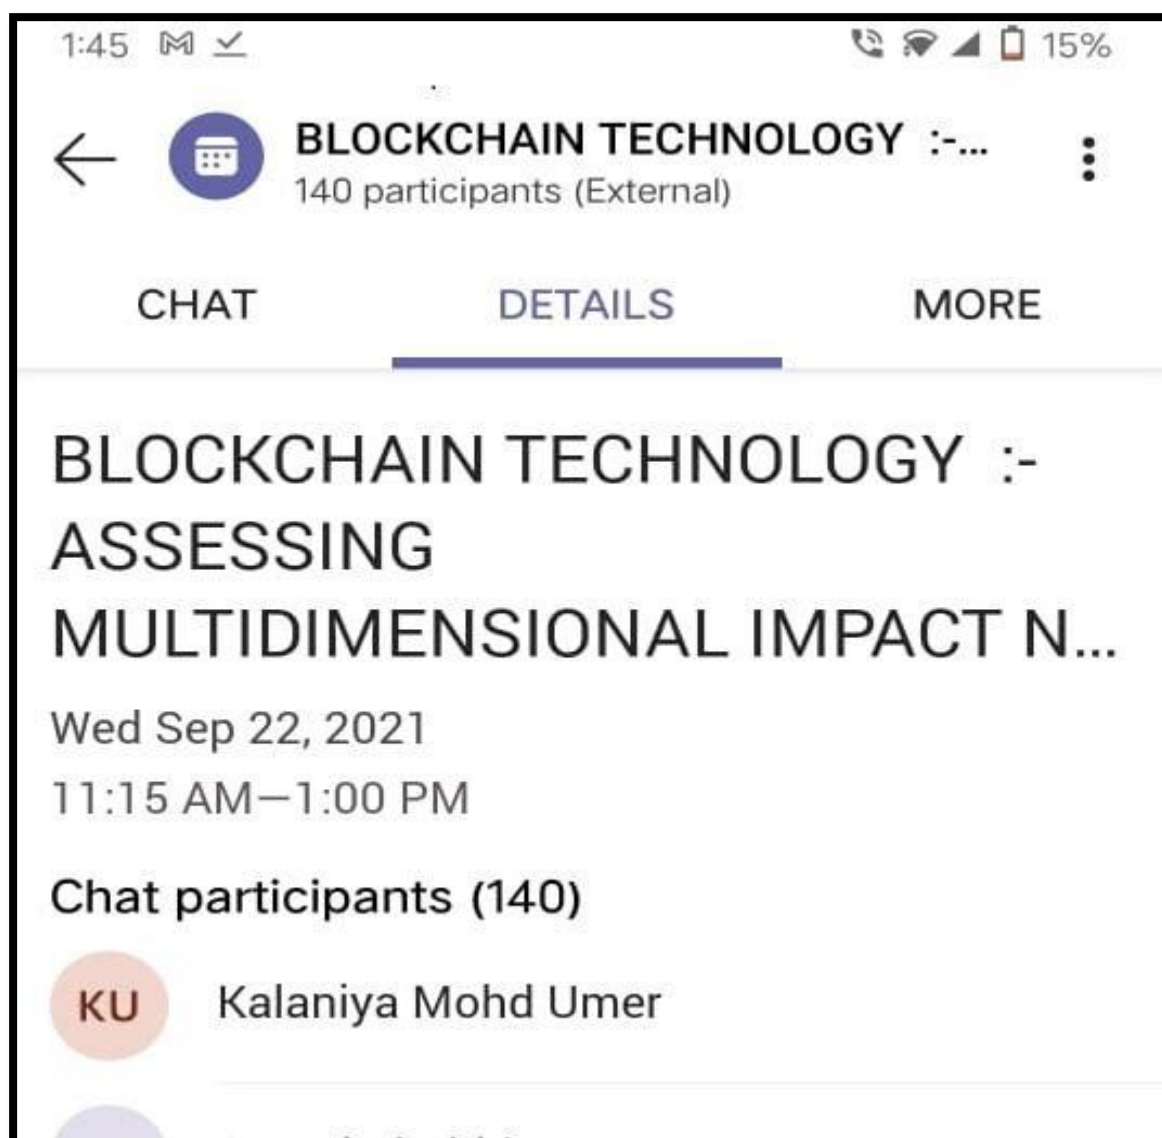 1:45 15%
BLOCKCHAIN TECHNOLOGY :-...
140 participants (External)
CHAT DETAILS MORE
BLOCKCHAIN TECHNOLOGY :-
ASSESSING
MULTIDIMENSIONAL IMPACT N...
Wed Sep 22, 2021
11:15 AM–1:00 PM
Chat participants (140)
KU Kalaniya Mohd Umer